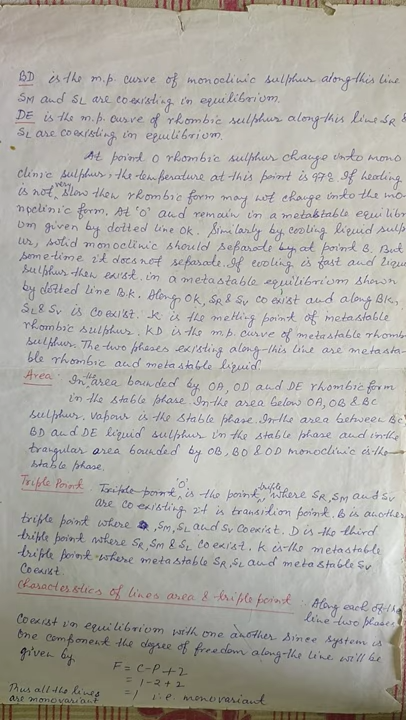 BD is the m.p. curve of monoclinic sulphur along this line
SM and SL are coexisting in equilibrium.
DE is the m.p. curve of rhombic sulphur along this line SR &
SL are coexisting in equilibrium.
At point O rhombic sulphur change into mono
clinic sulphur, the temperature at this point is 97°C. If heating
is not very slow then rhombic form may not change into the mo-
noclinic form. At 'O' and remain in a metastable equilibri
um given by dotted line OK. Similarly by cooling liquid sulph
ur, solid monoclinic should separate at point B. But
some time it does not separate. If cooling is fast and liquid
sulphur then exist in a metastable equilibrium shown
by dotted line B.K. Along OK, SR & SV co exist and along BK,
SL & SV is coexist. K is the melting point of metastable
rhombic sulphur. KD is the m.p. curve of metastable rhomb
sulphur. The two phases existing along this line are metasta-
ble rhombic and metastable liquid
Area: In the area bounded by OA, OD and DE rhombic form
in the stable phase. In the area below OA, OB & BC
sulphur vapour is the stable phase. In the area between BC
BD and DE liquid sulphur in the stable phase and in the
trangular area bounded by OB, BD & OD monoclinic is the
stable phase.
Triple Point 'O' is the point triple where SR, SM and SV
are co existing it is transition point. B is another
triple point where SM, SL and SV coexist. D is the third
triple point where SR, SM & SL co exist. K is the metastable
triple point where metastable SR, SL and metastable SV
coexist.
Characteristics of lines area & triple point: Along each of the
line two phases
coexist in equilibrium with one another since system is
one component the degree of freedom along the line will be
given by
F = C-P+2
= 1-2+2
= 1 i.e. monovariant
Thus all the lines
are monovariant